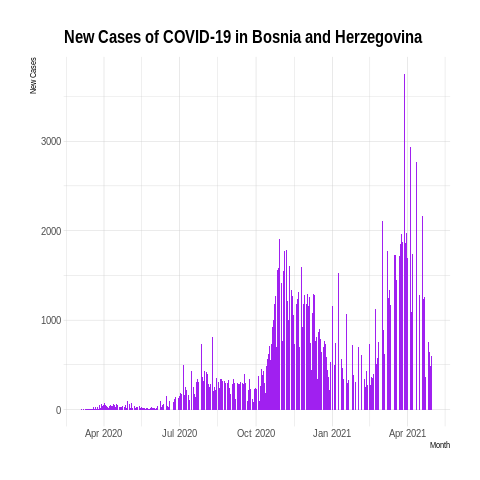 New Cases of COVID-19 in Bosnia and Herzegovina
New Cases
3000
2000
1000
0
Apr 2020
Jul 2020
Oct 2020
Jan 2021
Apr 2021
Month